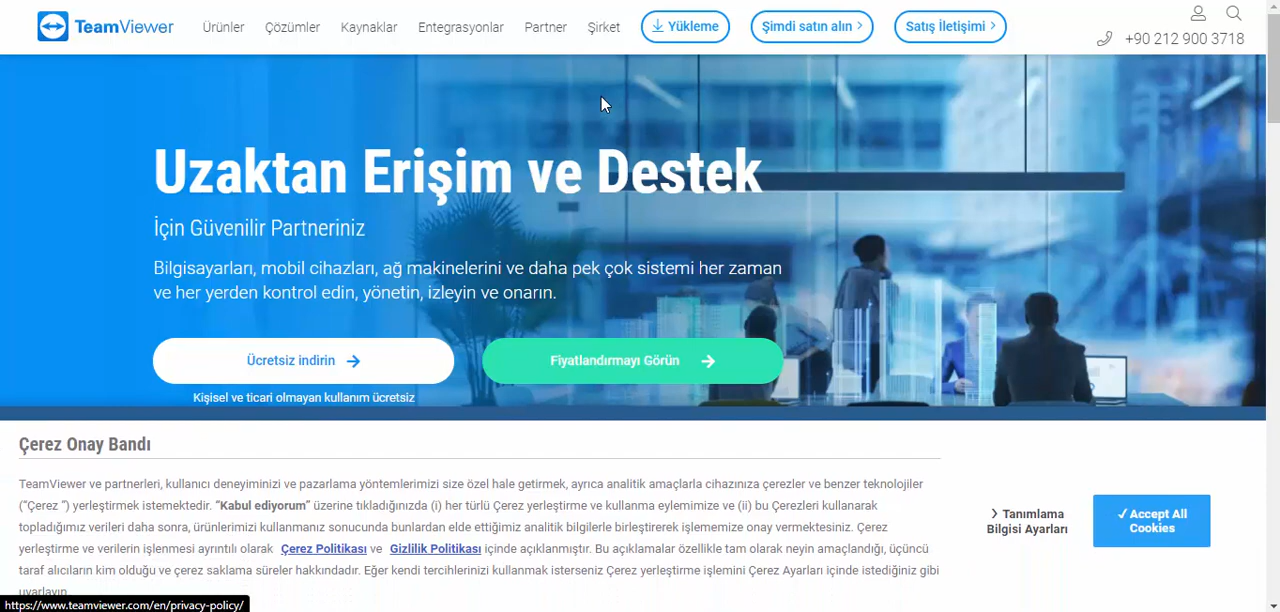 TeamViewer Ürünler Çözümler Kaynaklar Entegrasyonlar Partner Şirket Yükleme Şimdi satın alın Satış İletişimi
+90 212 900 3718
Uzaktan Erişim ve Destek
İçin Güvenilir Partneriniz
Bilgisayarları, mobil cihazları, ağ makinelerini ve daha pek çok sistemi her zaman
ve her yerden kontrol edin, yönetin, izleyin ve onarın.
Ücretsiz indirin → Fiyatlandırmayı Görün →
Kişisel ve ticari olmayan kullanım ücretsiz
Çerez Onay Bandı
TeamViewer ve partnerleri, kullanıcı deneyiminizi ve pazarlama yöntemlerimizi size özel hale getirmek, ayrıca analitik amaçlarla cihazınıza çerezler ve benzer teknolojiler
("Çerez ") yerleştirmek istemektedir. "Kabul ediyorum" üzerine tıkladığınızda (i) her türlü Çerez yerleştirme ve kullanma eylemimize ve (ii) bu Çerezleri kullanarak
topladığımız verileri daha sonra, ürünlerimizi kullanmanız sonucunda bunlardan elde ettiğimiz analitik bilgilerle birleştirerek işlememize onay vermektesiniz. Çerez
yerleştirme ve verilerin işlenmesi ayrıntılı olarak Çerez Politikası ve Gizlilik Politikası içinde açıklanmıştır. Bu açıklamalar özellikle tam olarak neyin amaçlandığı, üçüncü
taraf alıcıların kim olduğu ve çerez saklama süreler hakkındadır. Eğer kendi tercihlerinizi kullanmak isterseniz Çerez yerleştirme işlemini Çerez Ayarları içinde istediğiniz gibi
uyarlayın
Tanımlama
Bilgisi Ayarları
✓Accept All
Cookies
https://www.teamviewer.com/en/privacy-policy/